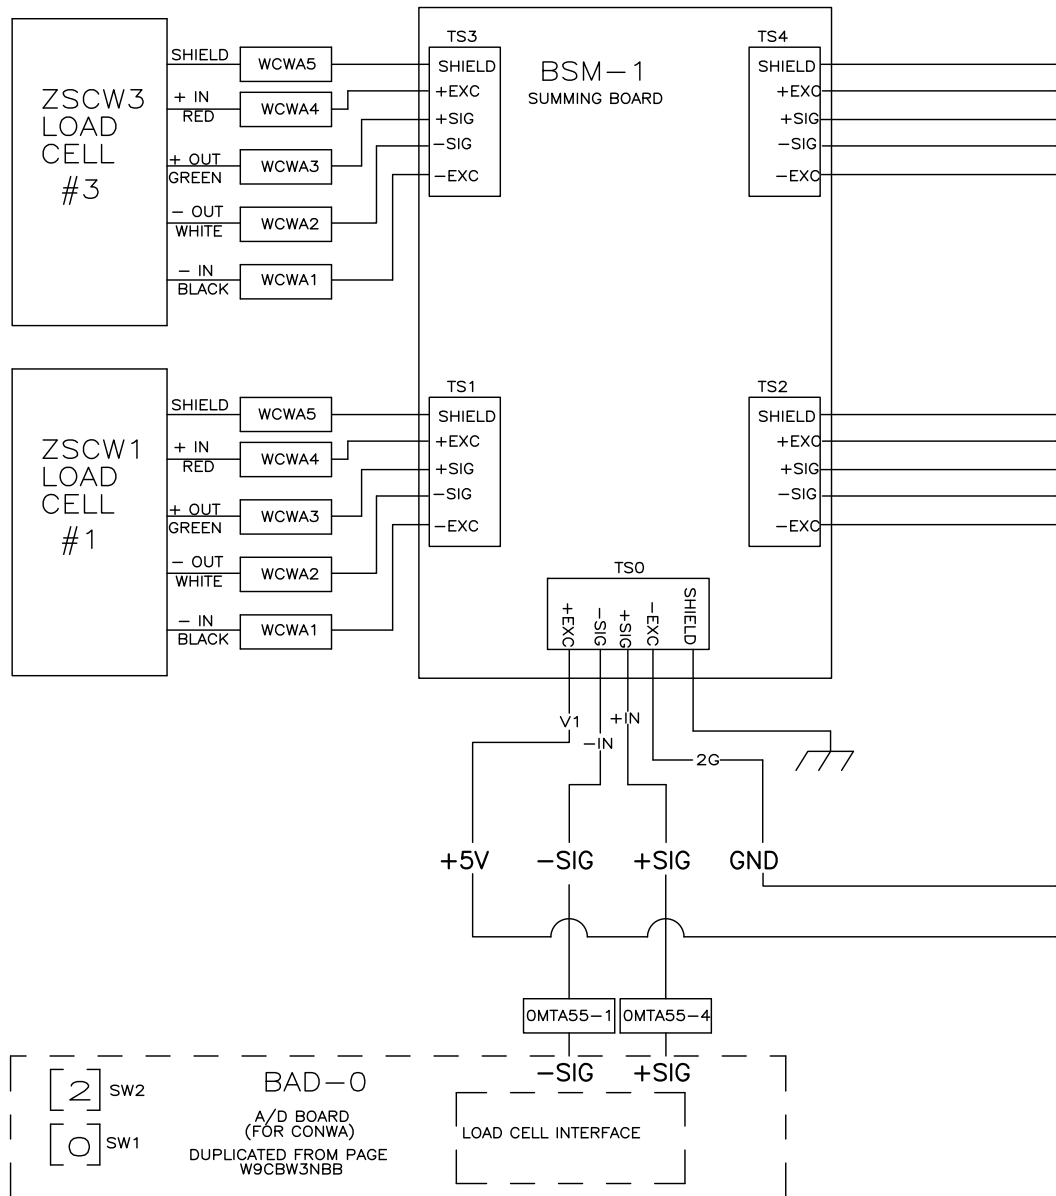 ZSCW3
LOAD
CELL
#3
SHIELD
WCWA5
+ IN
RED
WCWA4
+ OUT
GREEN
WCWA3
- OUT
WHITE
WCWA2
- IN
BLACK
WCWA1
TS3
SHIELD
+EXC
+SIG
-SIG
-EXC
BSM-1
SUMMING BOARD
TS4
SHIELD
+EXC
+SIG
-SIG
-EXC
ZSCW1
LOAD
CELL
#1
SHIELD
WCWA5
+ IN
RED
WCWA4
+ OUT
GREEN
WCWA3
- OUT
WHITE
WCWA2
- IN
BLACK
WCWA1
TS1
SHIELD
+EXC
+SIG
-SIG
-EXC
TS2
SHIELD
+EXC
+SIG
-SIG
-EXC
TS0
+EXC
-SIG
+SIG
-EXC
SHIELD
V1
-IN
+IN
2G
+5V
-SIG
+SIG
GND
0MTA55-1
0MTA55-4
-SIG
+SIG
2
SW2
0
SW1
BAD-0
A/D BOARD
(FOR CONWA)
DUPLICATED FROM PAGE
W9CBW3NBB
LOAD CELL INTERFACE